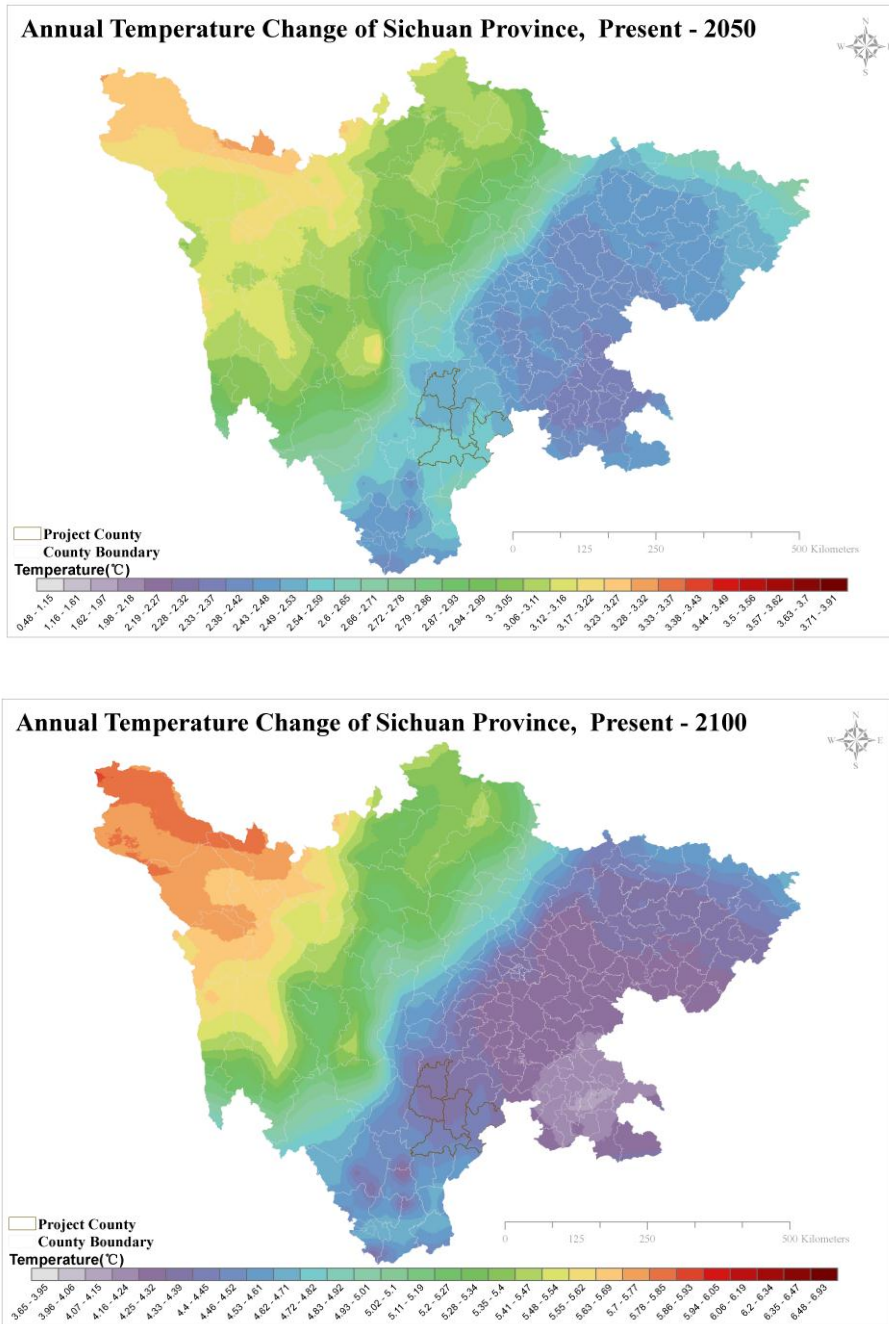 Annual Temperature Change of Sichuan Province, Present - 2050
N
W E
S
Project County
County Boundary
0 125 250 500 Kilometers
Temperature(℃)
0.48 - 1.15
1.16 - 1.61
1.62 - 1.97
1.98 - 2.18
2.19 - 2.27
2.28 - 2.32
2.33 - 2.37
2.38 - 2.42
2.43 - 2.48
2.49 - 2.53
2.54 - 2.59
2.6 - 2.65
2.66 - 2.71
2.72 - 2.78
2.79 - 2.86
2.87 - 2.93
2.94 - 2.99
3 - 3.05
3.06 - 3.11
3.12 - 3.16
3.17 - 3.22
3.23 - 3.27
3.28 - 3.32
3.33 - 3.37
3.38 - 3.43
3.44 - 3.49
3.5 - 3.56
3.57 - 3.62
3.63 - 3.7
3.71 - 3.91
Annual Temperature Change of Sichuan Province, Present - 2100
N
W E
S
Project County
County Boundary
0 125 250 500 Kilometers
Temperature(℃)
3.65 - 3.95
3.96 - 4.06
4.07 - 4.15
4.16 - 4.24
4.25 - 4.32
4.33 - 4.39
4.4 - 4.45
4.46 - 4.52
4.53 - 4.61
4.62 - 4.71
4.72 - 4.82
4.83 - 4.92
4.93 - 5.01
5.02 - 5.1
5.11 - 5.19
5.2 - 5.27
5.28 - 5.34
5.35 - 5.4
5.41 - 5.47
5.48 - 5.54
5.55 - 5.62
5.63 - 5.69
5.7 - 5.77
5.78 - 5.85
5.86 - 5.93
5.94 - 6.05
6.06 - 6.19
6.2 - 6.34
6.35 - 6.47
6.48 - 6.93